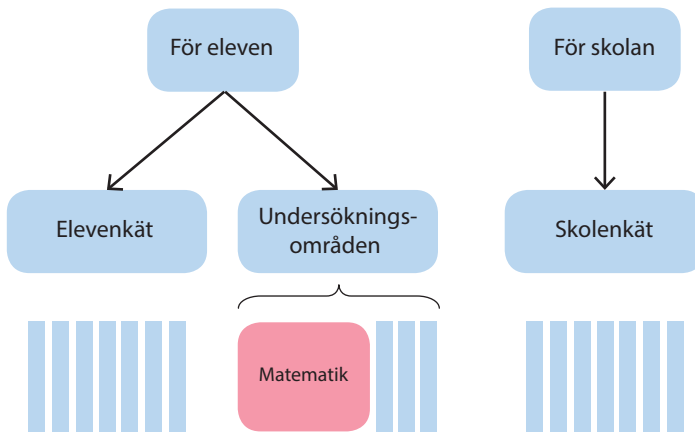 För eleven
För skolan
Elevenkät
Undersöknings-
områden
Skolenkät
Matematik